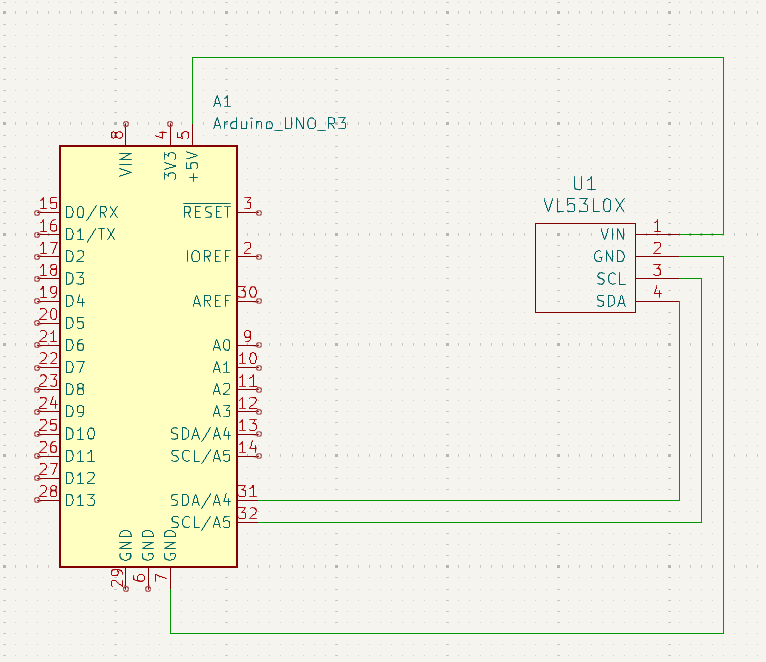 A1
Arduino_UNO_R3
8 4 5
VIN 3V3 +5V
15 D0/RX RESET 3
16 D1/TX
17 D2 IOREF 2
18 D3
19 D4 AREF 30
20 D5
21 D6 A0 9
22 D7 A1 10
23 D8 A2 11
24 D9 A3 12
25 D10 SDA/A4 13
26 D11 SCL/A5 14
27 D12
28 D13 SDA/A4 31
SCL/A5 32
GND GND GND
29 6 7
U1
VL53L0X
VIN 1
GND 2
SCL 3
SDA 4